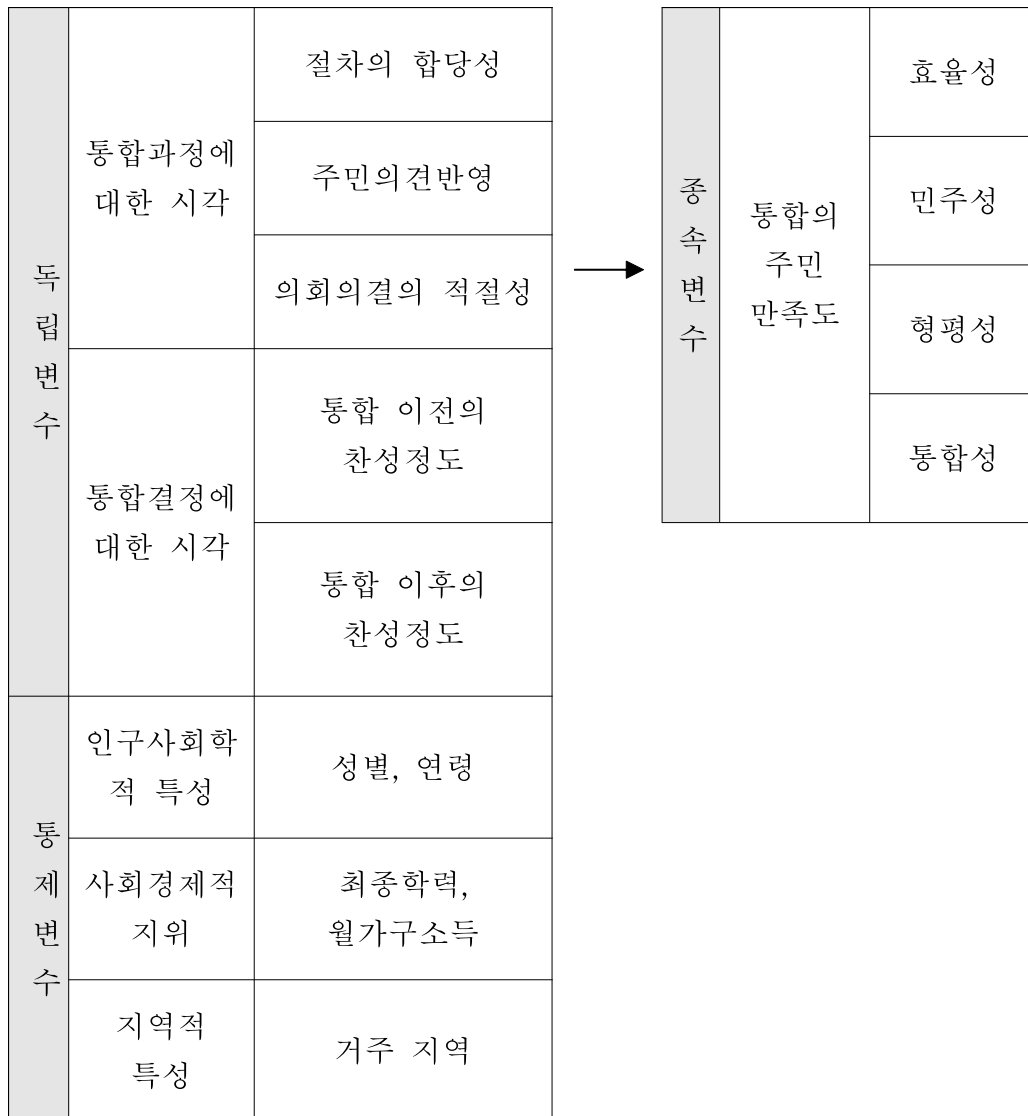 독
립
변
수
통합과정에
대한 시각
절차의 합당성
주민의견반영
의회의결의 적절성
통합결정에
대한 시각
통합 이전의
찬성정도
통합 이후의
찬성정도
통
제
변
수
인구사회학
적 특성
성별, 연령
사회경제적
지위
최종학력,
월가구소득
지역적
특성
거주 지역
종
속
변
수
통합의
주민
만족도
효율성
민주성
형평성
통합성